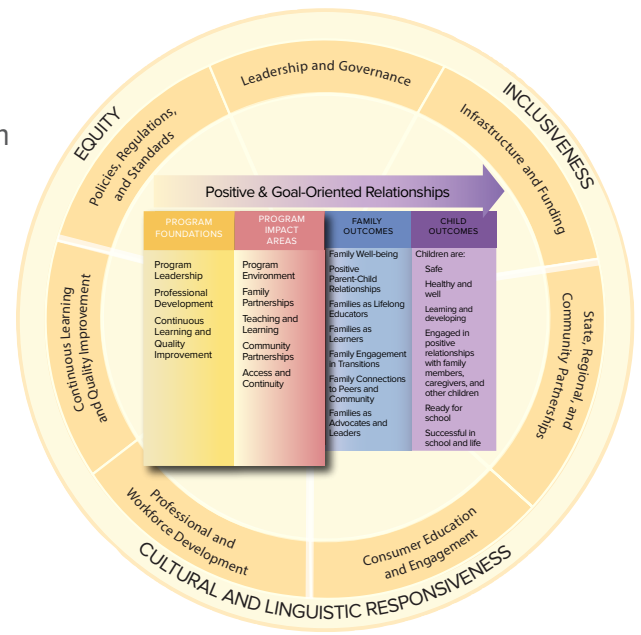 Leadership and Governance
EQUITY
INCLUSIVENESS
Policies, Regulations,
and Standards
Infrastructure and Funding
n
Positive & Goal-Oriented Relationships
PROGRAM
FOUNDATIONS
PROGRAM
IMPACT
AREAS
FAMILY
OUTCOMES
CHILD
OUTCOMES
Program
Leadership
Professional
Development
Continuous
Learning and
Quality
Improvement
Program
Environment
Family
Partnerships
Teaching and
Learning
Community
Partnerships
Access and
Continuity
Family Well-being
Positive
Parent-Child
Relationships
Families as Lifelong
Educators
Families as
Learners
Family Engagement
in Transitions
Family Connections
to Peers and
Community
Families as
Advocates and
Leaders
Children are:
Safe
Healthy and
well
Learning and
developing
Engaged in
positive
relationships
with family
members,
caregivers, and
other children
Ready for
school
Successful in
school and life
Continuous Learning
and Quality Improvement
State, Regional, and
Community Partnerships
Professional and
Workforce Development
Consumer Education
and Engagement
CULTURAL AND LINGUISTIC RESPONSIVENESS